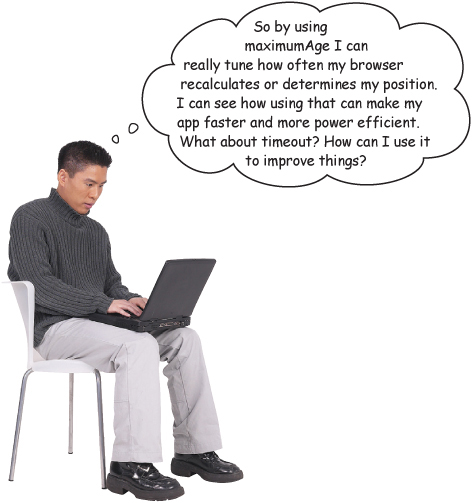 So by using
maximumAge I can
really tune how often my browser
recalculates or determines my position.
I can see how using that can make my
app faster and more power efficient.
What about timeout? How can I use it
to improve things?